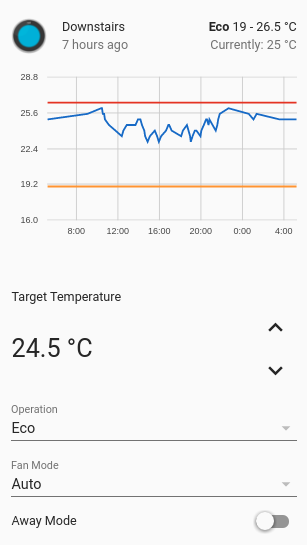 Downstairs
Eco 19 - 26.5 °C
7 hours ago
Currently: 25 °C
28.8
25.6
22.4
19.2
16.0
8:00 12:00 16:00 20:00 0:00 4:00
Target Temperature
24.5 °C
Operation
Eco
Fan Mode
Auto
Away Mode